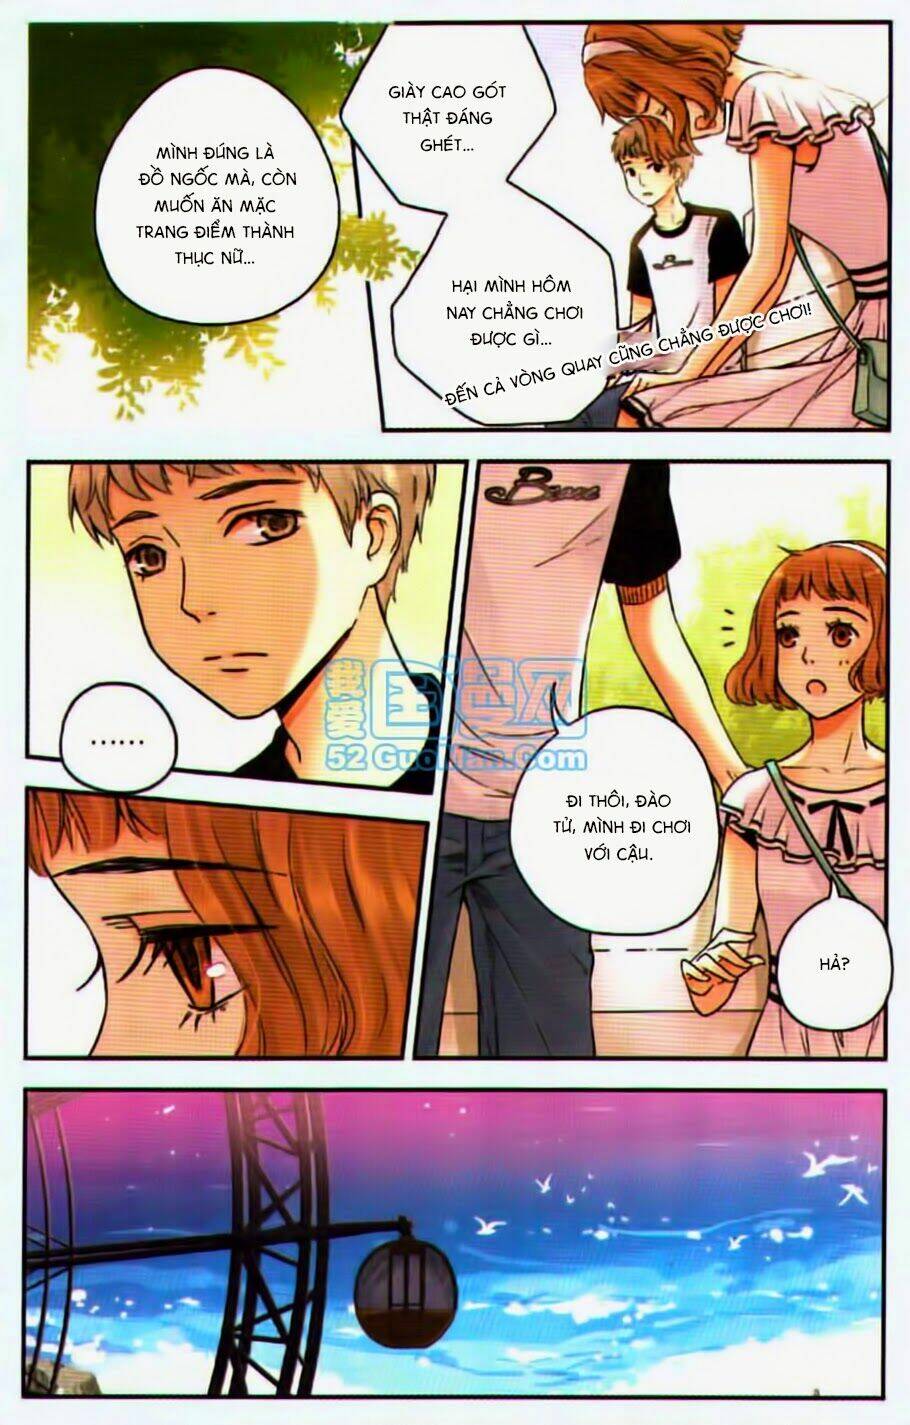 GIÀY CAO GÓT
THẬT ĐÁNG
GHÉT...
MÌNH ĐÚNG LÀ
ĐỒ NGỐC MÀ, CÒN
MUỐN ĂN MẶC
TRANG ĐIỂM THÀNH
THỤC NỮ...
HẠI MÌNH HÔM
NAY CHẲNG CHƠI
ĐƯỢC GÌ...
ĐẾN CẢ VÒNG QUAY CŨNG CHẲNG ĐƯỢC CHƠI!
......
我爱国漫网
52GuoMan.Com
ĐI THÔI, ĐÀO
TỬ, MÌNH ĐI CHƠI
VỚI CẬU.
HẢ?